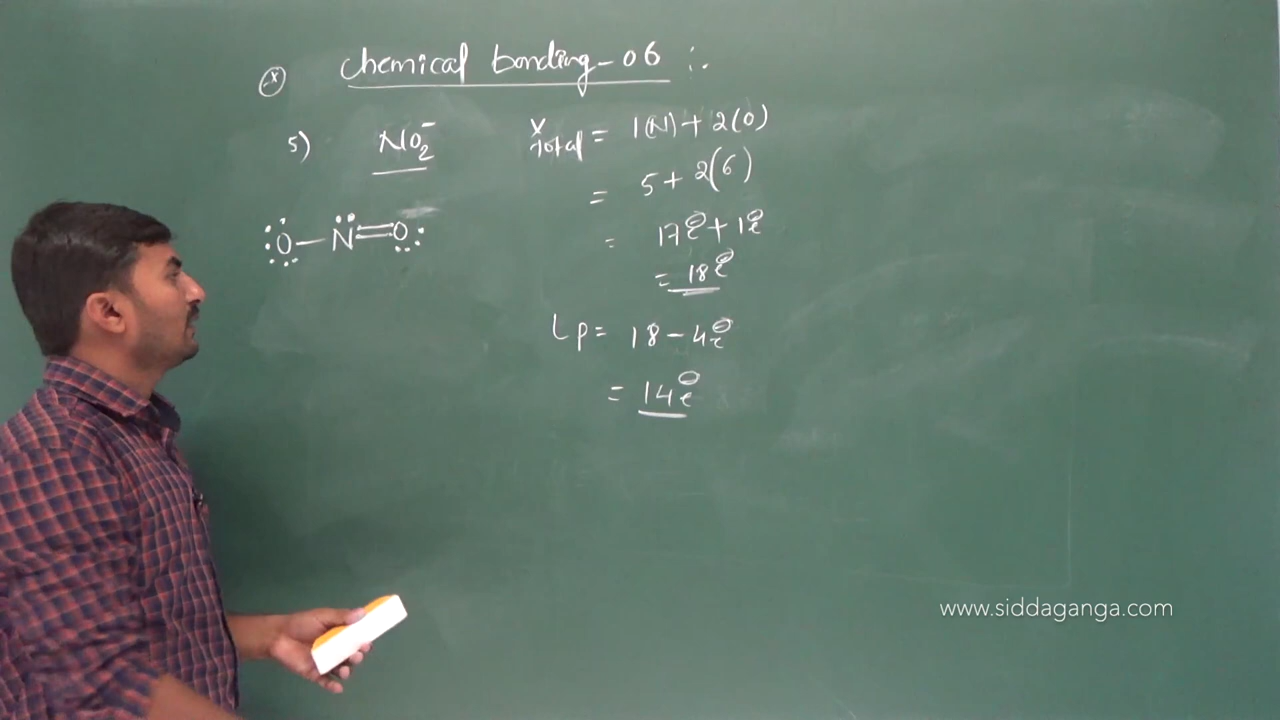 (x) Chemical bonding-06 :.
5) NO₂⁻
V Total = 1(N) + 2(O)
= 5 + 2(6)
= 17e⊖ + 1e⊖
= 18e⊖
:Ö–N̈=O:
Lp = 18 - 4e⊖
= 14e⊖
www.siddaganga.com